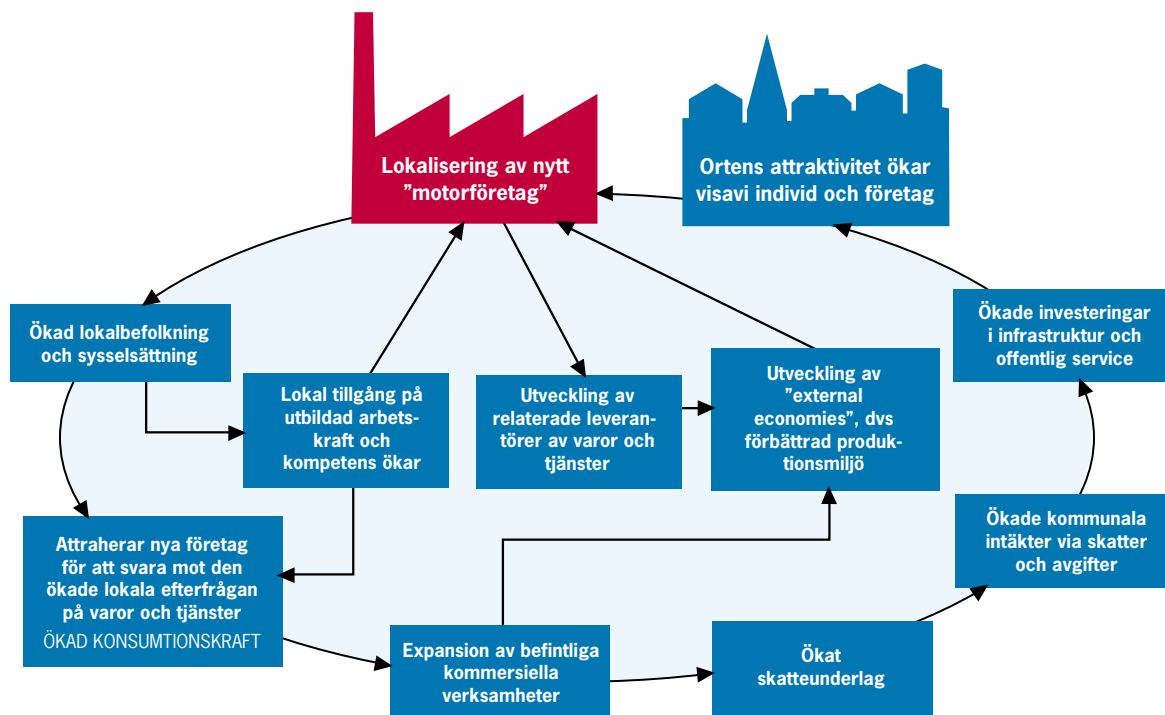 Lokalisering av nytt
”motorföretag”
Ortens attraktivitet ökar
visavi individ och företag
Ökad lokalbefolkning
och sysselsättning
Ökade investeringar
i infrastruktur och
offentlig service
Lokal tillgång på
utbildad arbets-
kraft och
kompetens ökar
Utveckling av
relaterade leveran-
törer av varor och
tjänster
Utveckling av
”external
economies”, dvs
förbättrad produk-
tionsmiljö
Ökade kommunala
intäkter via skatter
och avgifter
Attraherar nya företag
för att svara mot den
ökade lokala efterfrågan
på varor och tjänster
ÖKAD KONSUMTIONSKRAFT
Expansion av befintliga
kommersiella
verksamheter
Ökat
skatteunderlag